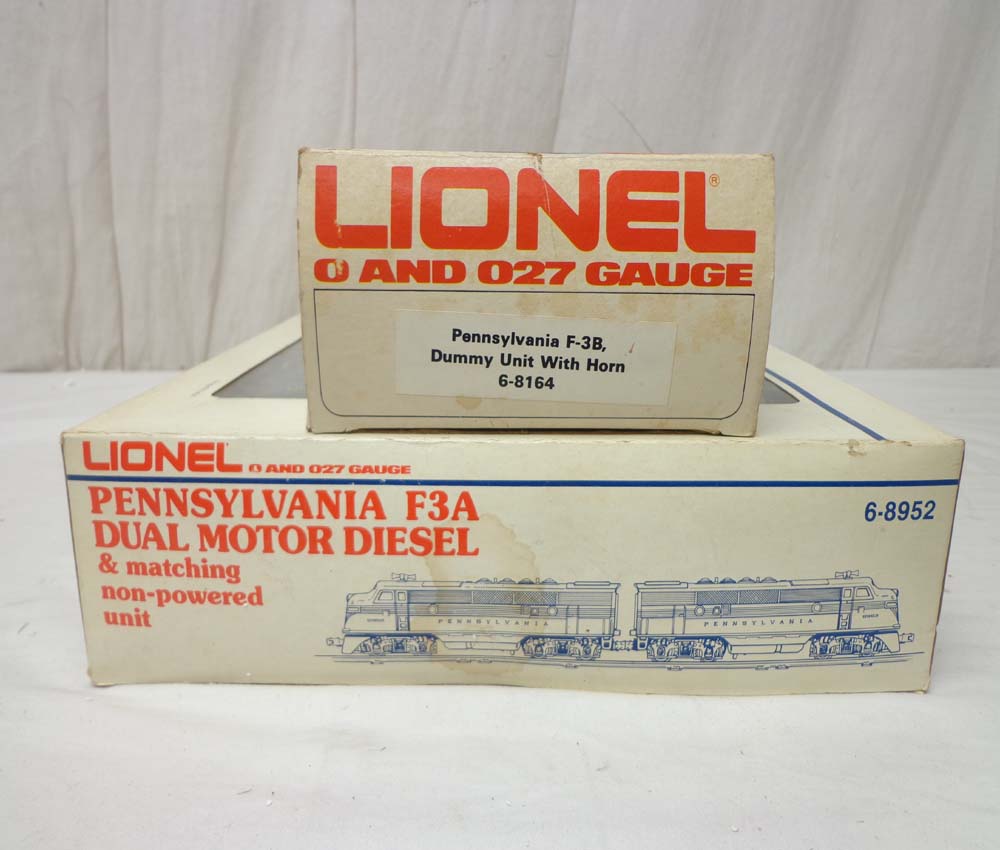 LIONEL®
O AND O27 GAUGE
Pennsylvania F-3B,
Dummy Unit With Horn
6-8164
LIONEL O AND O27 GAUGE
PENNSYLVANIA F3A
DUAL MOTOR DIESEL
& matching
non-powered
unit
6-8952
PENNSYLVANIA
PENNSYLVANIA